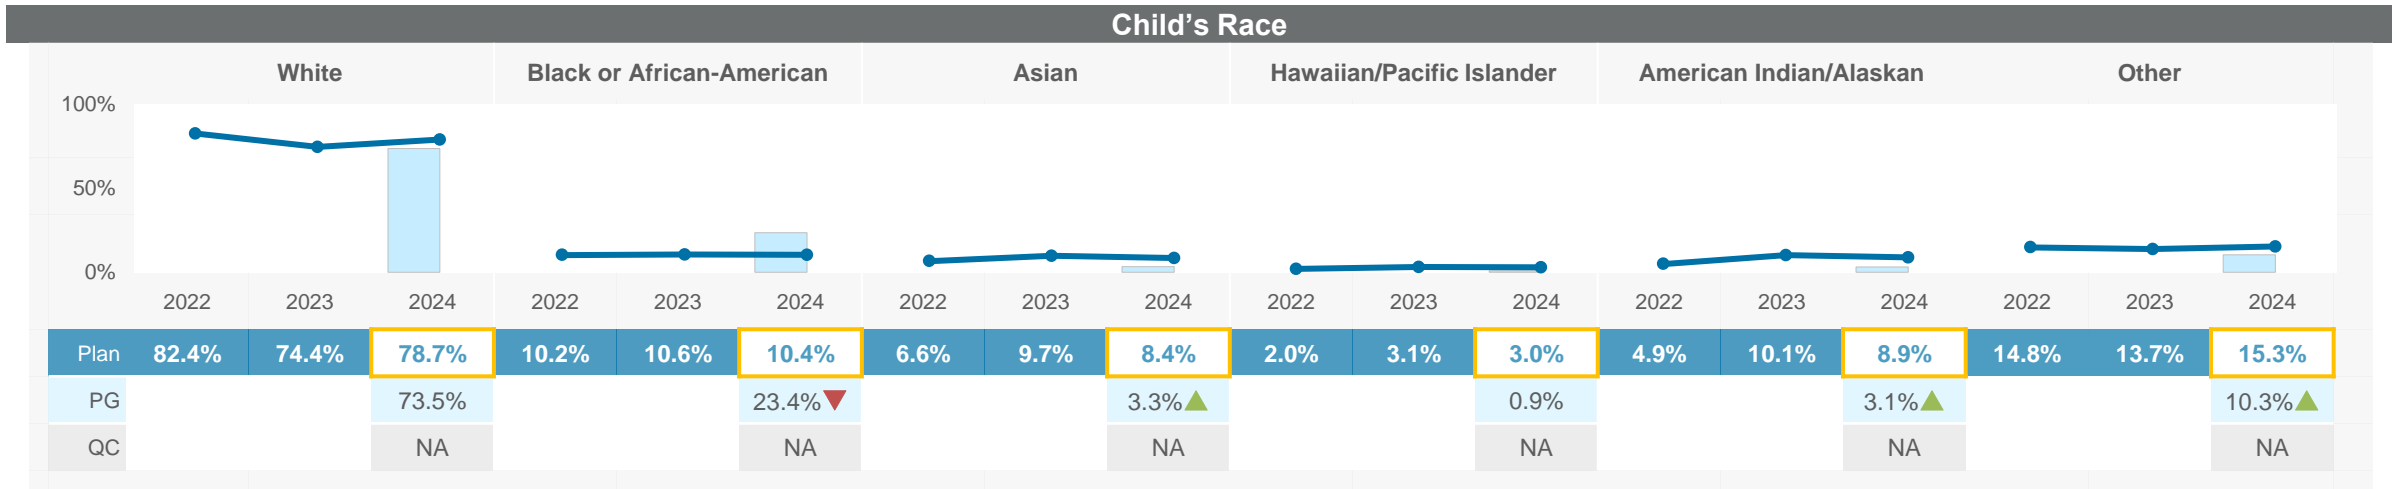 Child’s Race
White Black or African-American Asian Hawaiian/Pacific Islander American Indian/Alaskan Other
100%
50%
0%
2022 2023 2024 2022 2023 2024 2022 2023 2024 2022 2023 2024 2022 2023 2024 2022 2023 2024
Plan 82.4% 74.4% 78.7% 10.2% 10.6% 10.4% 6.6% 9.7% 8.4% 2.0% 3.1% 3.0% 4.9% 10.1% 8.9% 14.8% 13.7% 15.3%
PG 73.5% 23.4% 3.3% 0.9% 3.1% 10.3%
QC NA NA NA NA NA NA